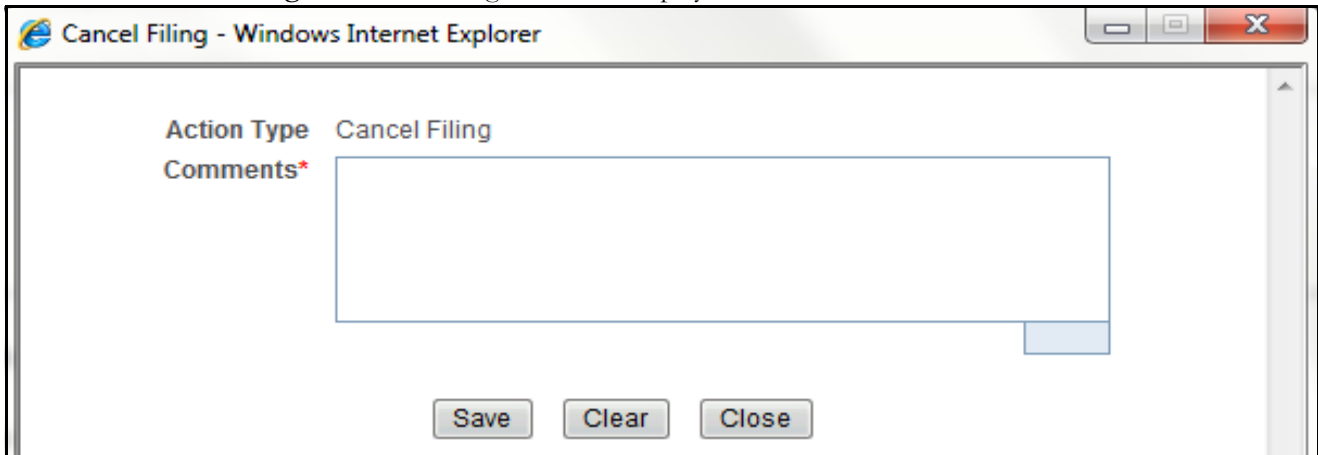 Cancel Filing - Windows Internet Explorer
Action Type Cancel Filing
Comments*
Save Clear Close